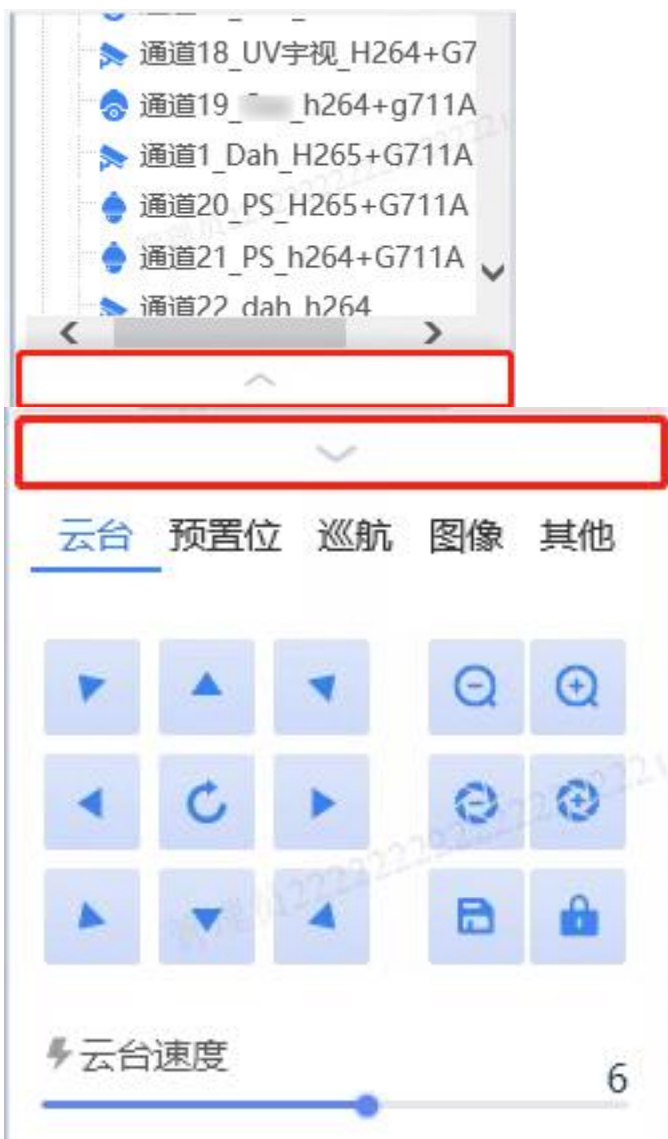 通道18_UV宇视_H264+G7
通道19_ _h264+g711A
通道1_Dah_H265+G711A
通道20_PS_H265+G711A
通道21_PS_h264+G711A
通道22_dah_h264
云台 预置位 巡航 图像 其他
云台速度
6